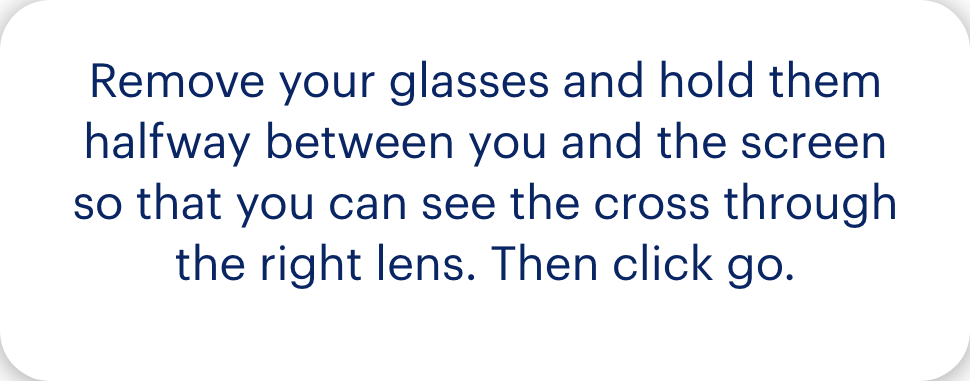 Remove your glasses and hold them
halfway between you and the screen
so that you can see the cross through
the right lens. Then click go.